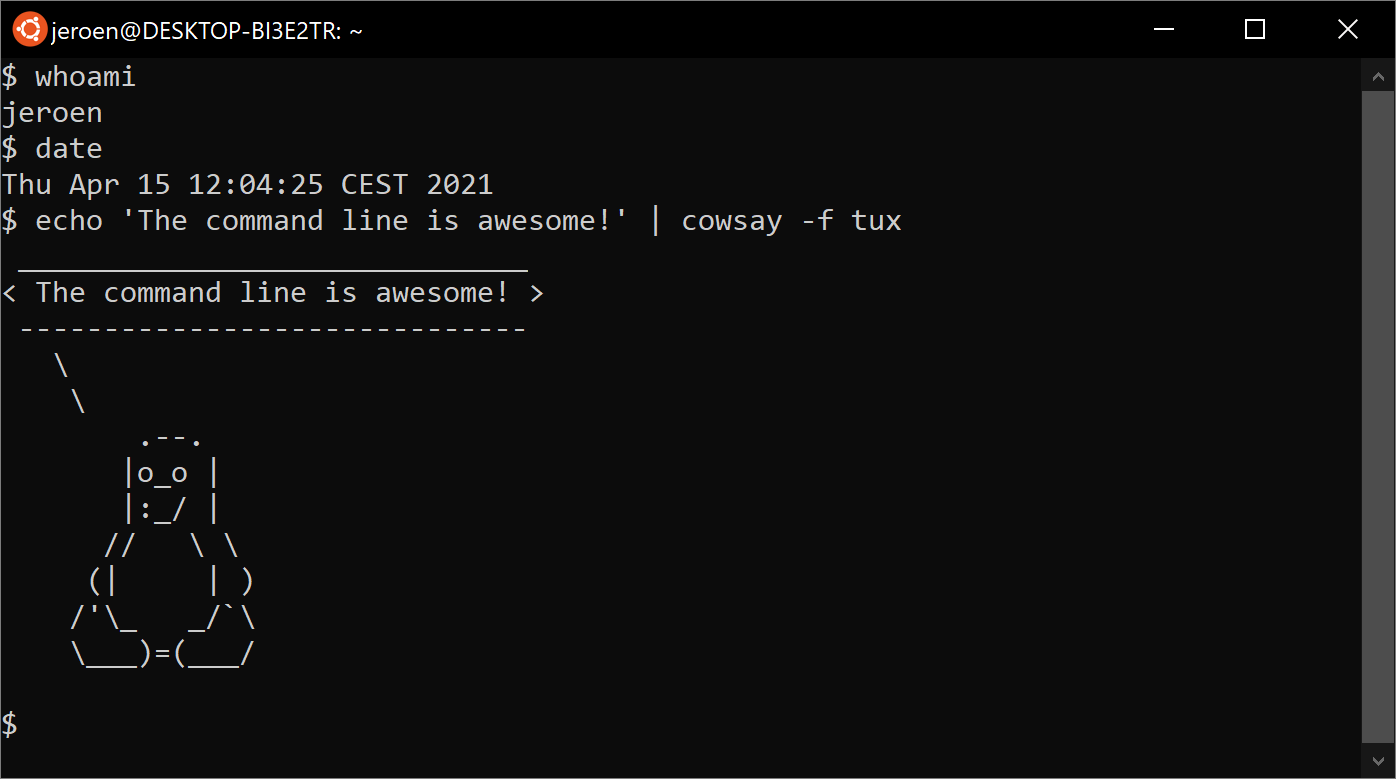 jeroen@DESKTOP-BI3E2TR: ~
$ whoami
jeroen
$ date
Thu Apr 15 12:04:25 CEST 2021
$ echo 'The command line is awesome!' | cowsay -f tux
 ______________________________
< The command line is awesome! >
 ------------------------------
   \
    \
        .--.
       |o_o |
       |:_/ |
      //   \ \
     (|     | )
    /'\_   _/`\
    \___)=(___/

$